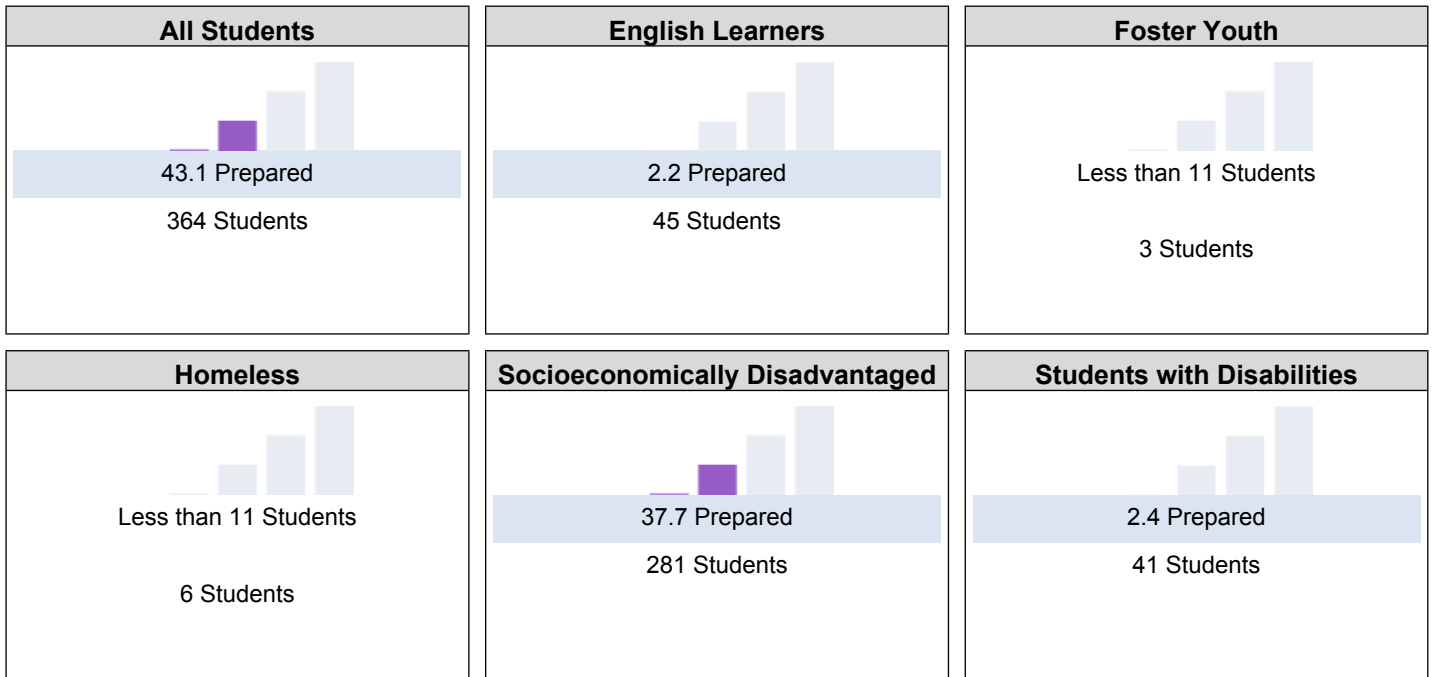 All Students
43.1 Prepared
364 Students
English Learners
2.2 Prepared
45 Students
Foster Youth
Less than 11 Students
3 Students
Homeless
Less than 11 Students
6 Students
Socioeconomically Disadvantaged
37.7 Prepared
281 Students
Students with Disabilities
2.4 Prepared
41 Students